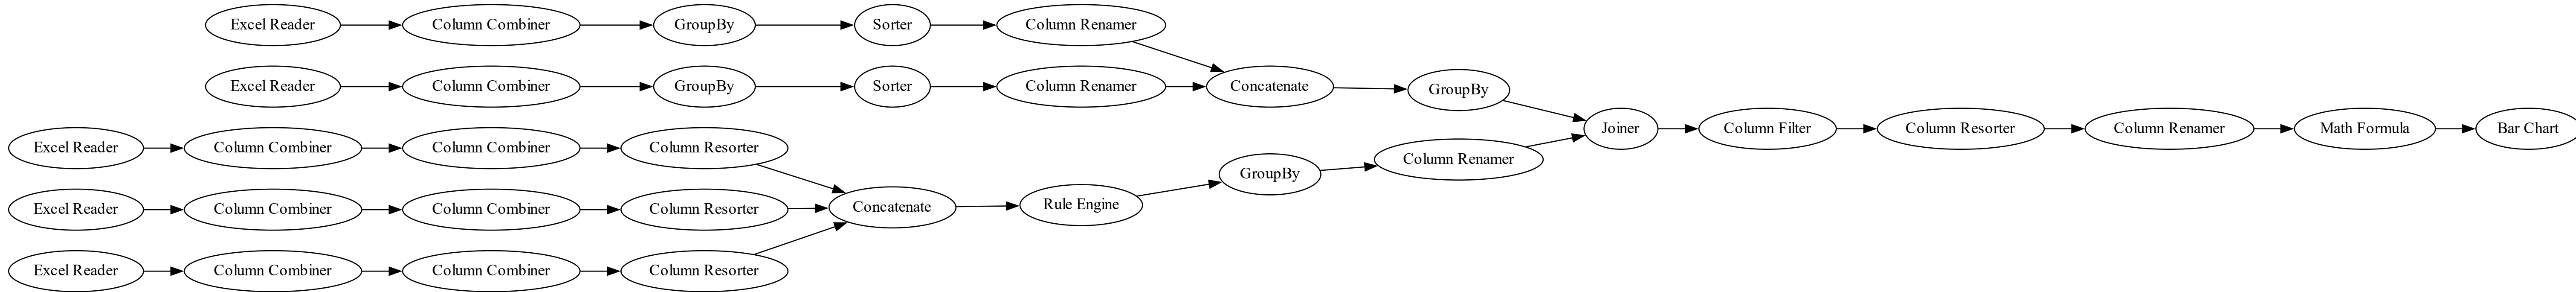 Excel Reader Column Combiner GroupBy Sorter Column Renamer
Excel Reader Column Combiner GroupBy Sorter Column Renamer Concatenate GroupBy
Joiner Column Filter Column Resorter Column Renamer Math Formula Bar Chart
Excel Reader Column Combiner Column Combiner Column Resorter
Column Renamer
GroupBy
Excel Reader Column Combiner Column Combiner Column Resorter Concatenate Rule Engine
Excel Reader Column Combiner Column Combiner Column Resorter